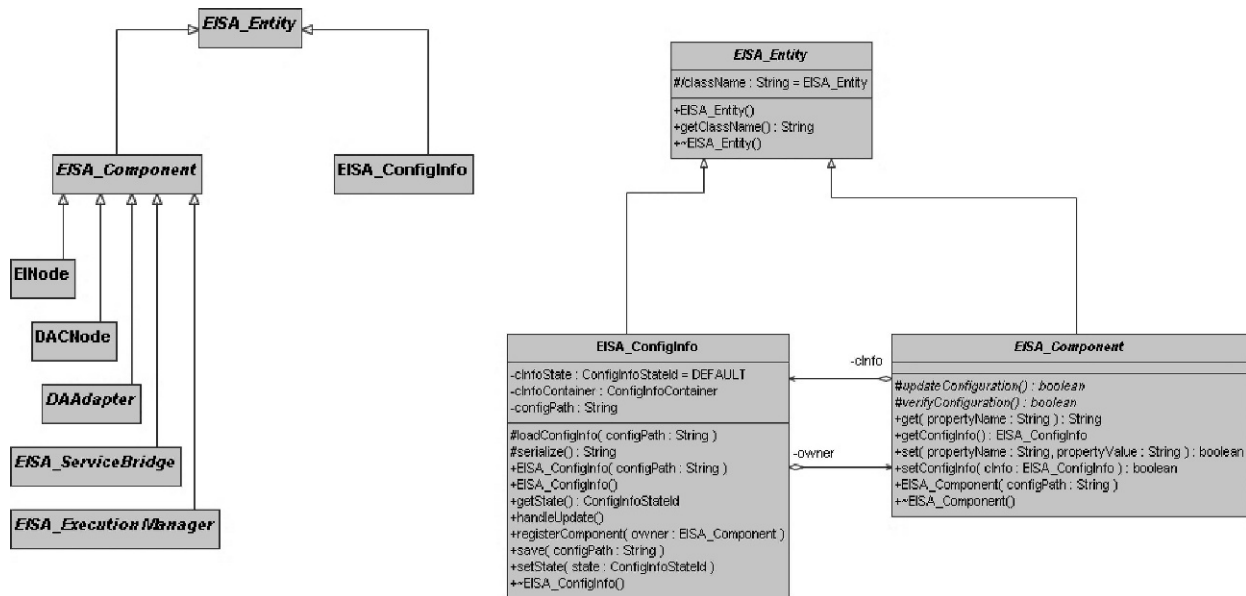 EISA_Entity
EISA_Component
EISA_ConfigInfo
EINode
DACNode
DAAdapter
EISA_ServiceBridge
EISA_ExecutionManager
EISA_Entity
#/className : String = EISA_Entity
+EISA_Entity()
+getClassName() : String
+~EISA_Entity()
EISA_ConfigInfo
-cInfoState : ConfigInfoStateId = DEFAULT
-cInfoContainer : ConfigInfoContainer
-configPath : String
#loadConfigInfo( configPath : String )
#serialize() : String
+EISA_ConfigInfo( configPath : String )
+EISA_ConfigInfo()
+getState() : ConfigInfoStateId
+handleUpdate()
+registerComponent( owner : EISA_Component )
+save( configPath : String )
+setState( state : ConfigInfoStateId )
+~EISA_ConfigInfo()
-cInfo
-owner
EISA_Component
#updateConfiguration() : boolean
#verifyConfiguration() : boolean
+get( propertyName : String ) : String
+getConfigInfo() : EISA_ConfigInfo
+set( propertyName : String, propertyValue : String ) : boolean
+setConfigInfo( cInfo : EISA_ConfigInfo ) : boolean
+EISA_Component( configPath : String )
+~EISA_Component()